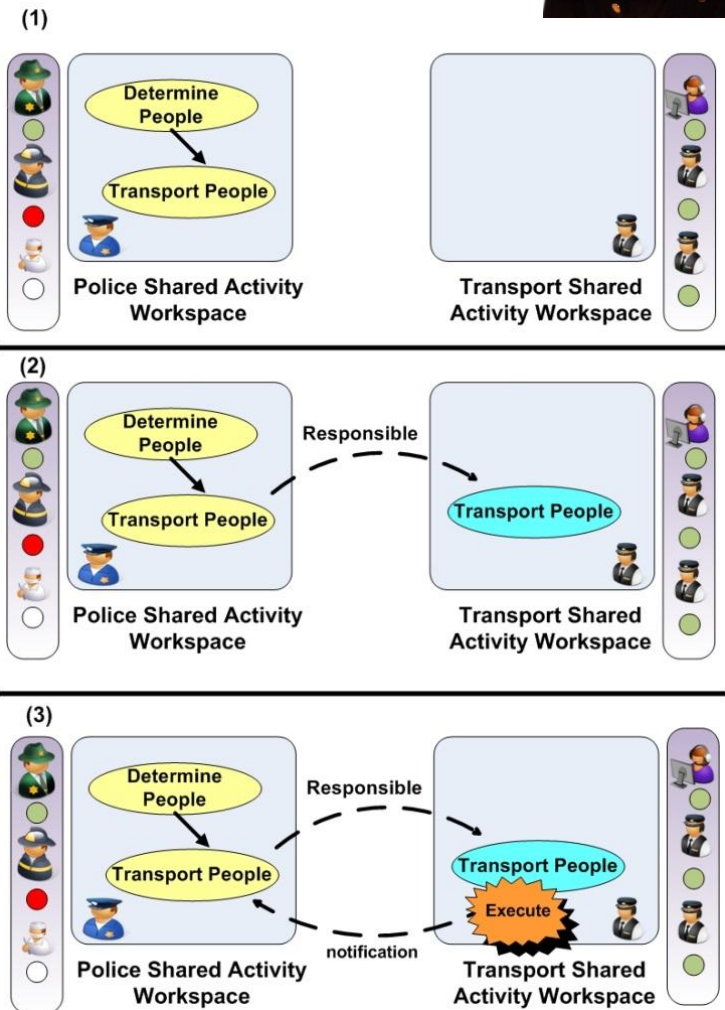 (1)
Determine
People
Transport People
Police Shared Activity
Workspace
Transport Shared
Activity Workspace
(2)
Determine
People
Responsible
Transport People
Transport People
Police Shared Activity
Workspace
Transport Shared
Activity Workspace
(3)
Determine
People
Responsible
Transport People
Transport People
Execute
notification
Police Shared Activity
Workspace
Transport Shared
Activity Workspace